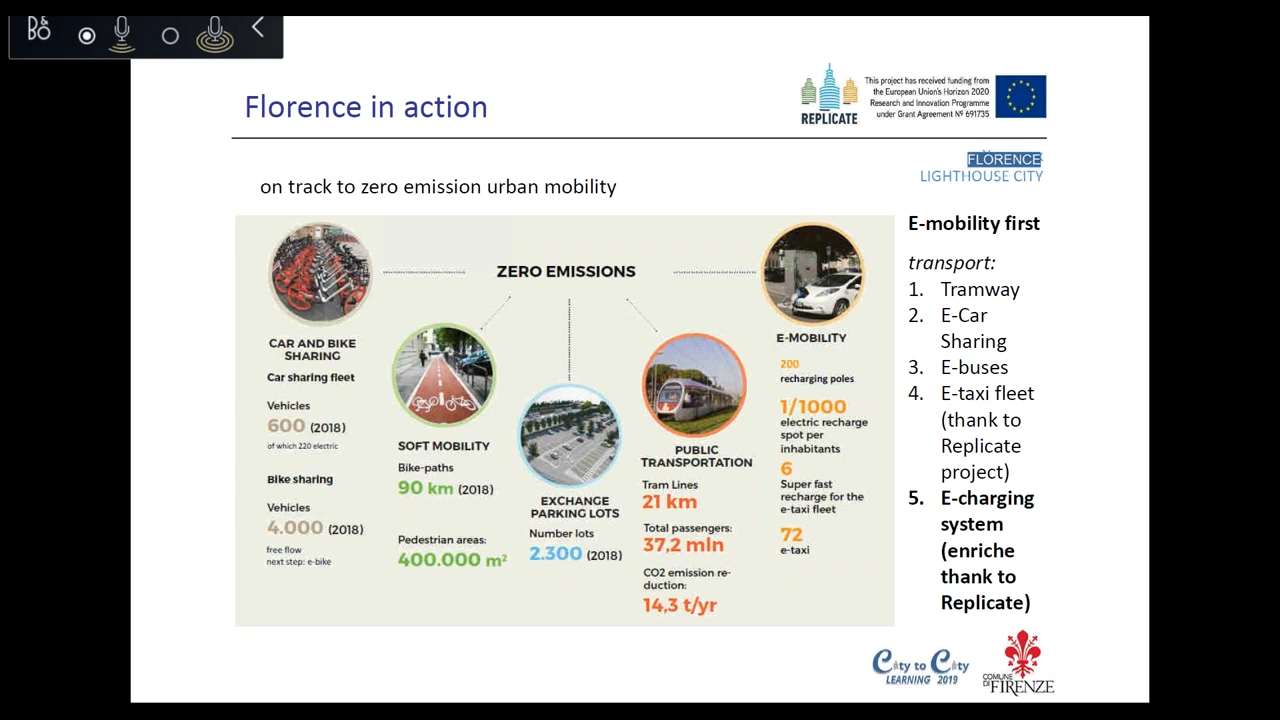 D&
BO
Florence in action
REPLICATE
This project has received funding from
the European Union's Horizon 2020
Research and Innovation Programme
under Grant Agreement Nº 691735
FLORENCE
LIGHTHOUSE CITY
on track to zero emission urban mobility
ZERO EMISSIONS
CAR AND BIKE
SHARING
Car sharing fleet
Vehicles
600 (2018)
of which 220 electric
Bike sharing
Vehicles
4.000 (2018)
free flow
next step: e-bike
SOFT MOBILITY
Bike-paths
90 km (2018)
Pedestrian areas:
400.000 m²
EXCHANGE
PARKING LOTS
Number lots
2.300 (2018)
PUBLIC
TRANSPORTATION
Tram Lines
21 km
Total passengers:
37,2 mln
CO2 emission re-
duction:
14,3 t/yr
E-MOBILITY
200
recharging poles
1/1000
electric recharge
spot per
inhabitants
6
Super fast
recharge for the
e-taxi fleet
72
e-taxi
E-mobility first
transport:
1. Tramway
2. E-Car
Sharing
3. E-buses
4. E-taxi fleet
(thank to
Replicate
project)
5. E-charging
system
(enriche
thank to
Replicate)
City to City
LEARNING 2019
COMUNE
DI FIRENZE